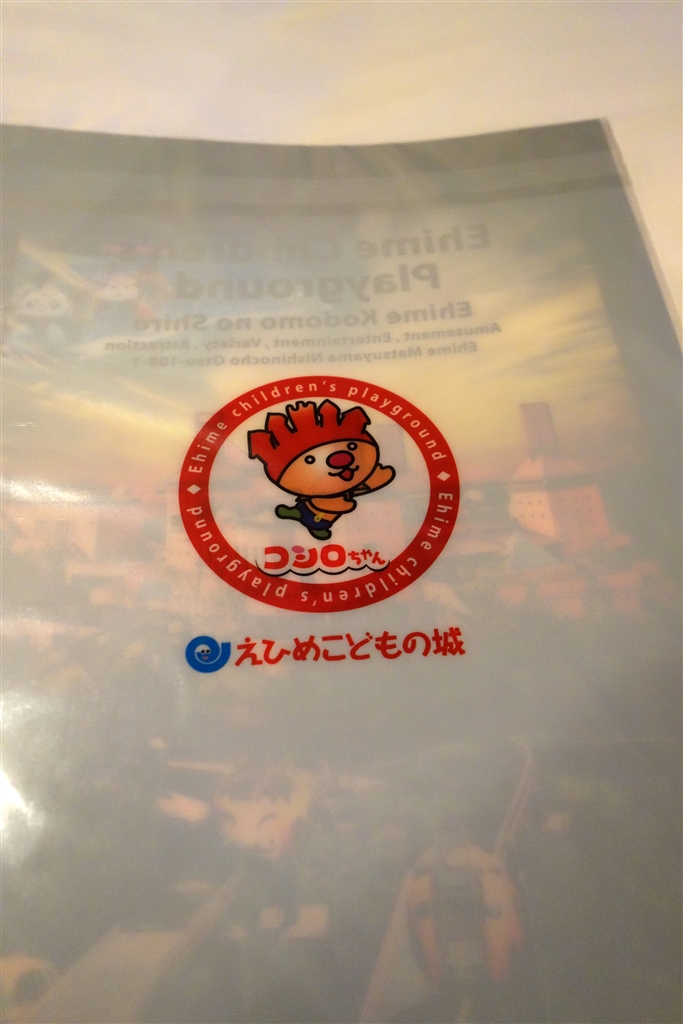 Ehime Children's
Playground
Ehime Kodomo no Shiro
Amusement, Entertainment, Variety, Attraction
Ehime Matsuyama Nishinocho Otsu-108-1
Ehime children's playground ◆ Ehime children's playground ◆
コシロちゃん
えひめこどもの城